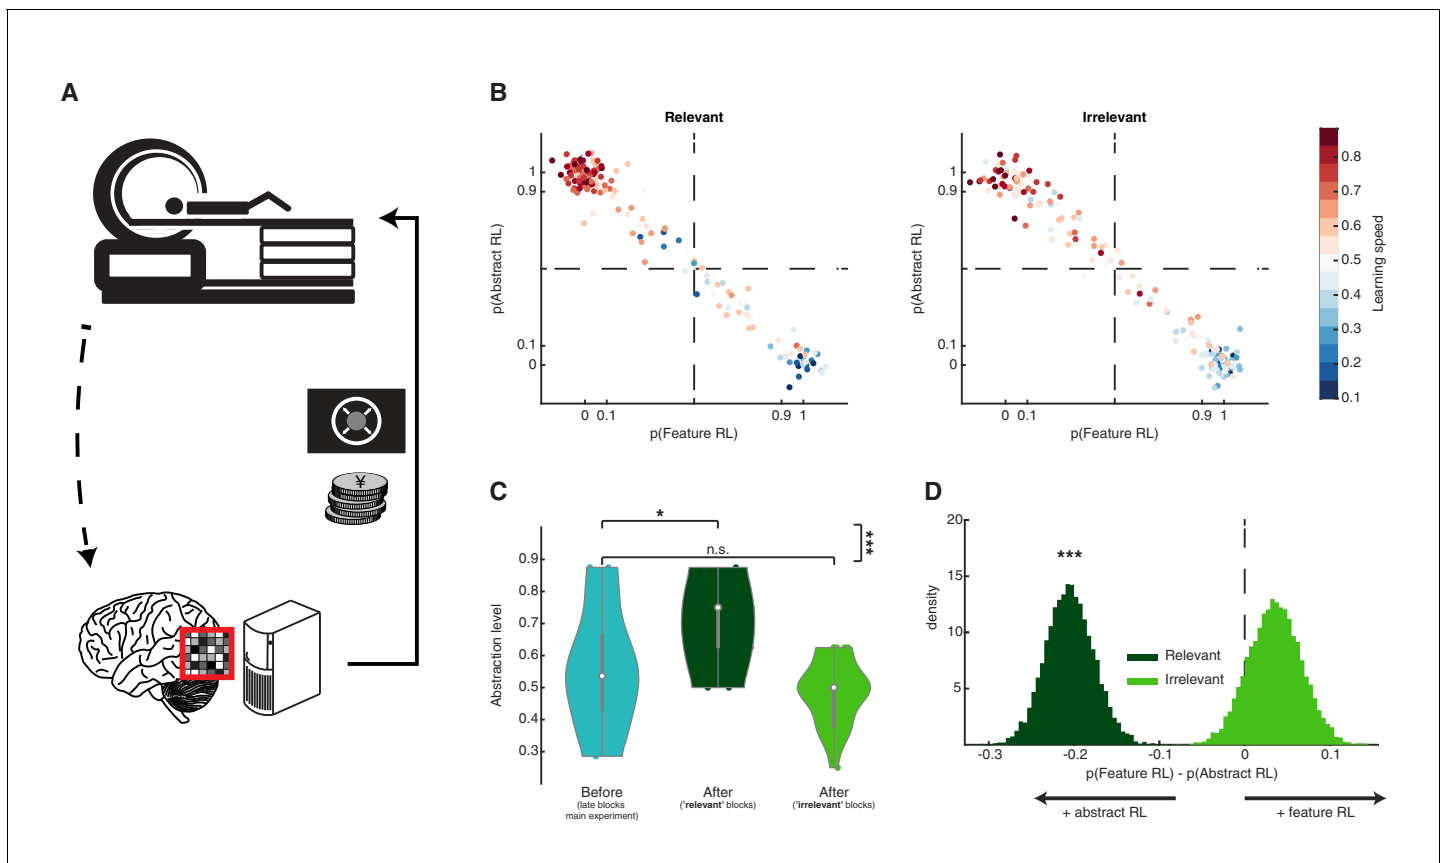 A
¥
B
Relevant
p(Abstract RL)
1
0.9
0.1
0
0 0.1 0.9 1
p(Feature RL)
Irrelevant
p(Abstract RL)
1
0.9
0.1
0
0 0.1 0.9 1
p(Feature RL)
0.8
0.7
0.6
0.5
0.4
0.3
0.2
0.1
Learning speed
C
*
n.s.
***
Abstraction level
0.9
0.8
0.7
0.6
0.5
0.4
0.3
Before
(late blocks
main experiment)
After
('relevant' blocks)
After
('irrelevant' blocks)
D
density
20
15
10
5
***
Relevant
Irrelevant
-0.3 -0.2 -0.1 0 0.1
p(Feature RL) - p(Abstract RL)
+ abstract RL
+ feature RL